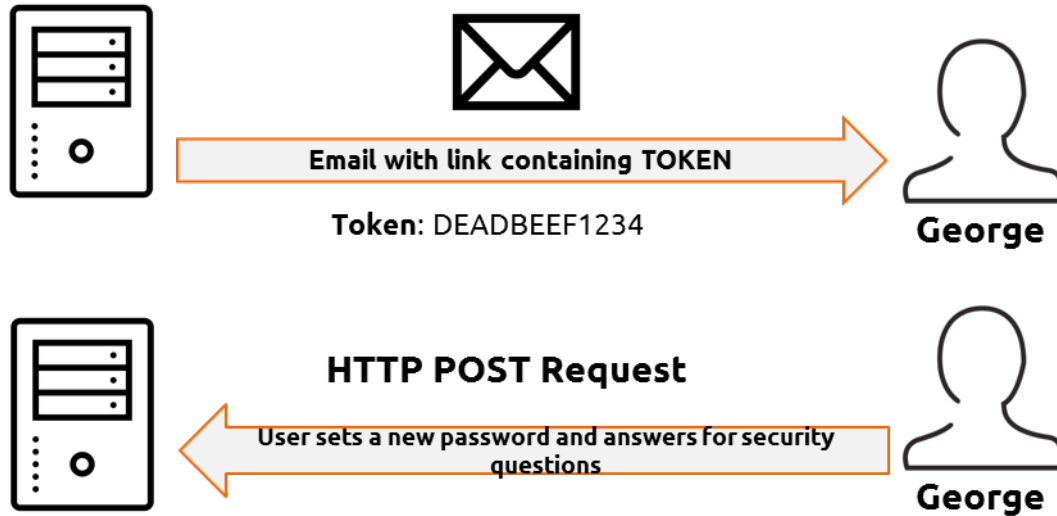 Email with link containing TOKEN
Token: DEADBEEF1234
George
HTTP POST Request
User sets a new password and answers for security
questions
George